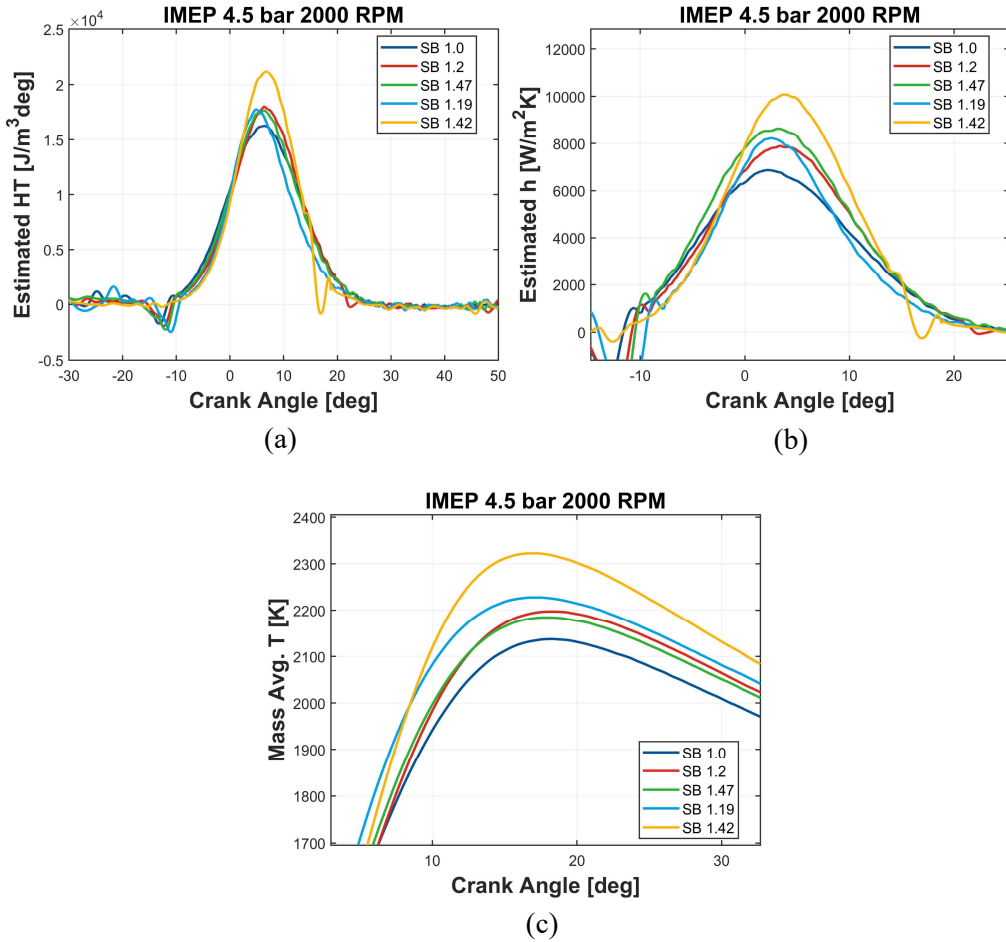 IMEP 4.5 bar 2000 RPM
×10⁴
2.5
2
1.5
1
0.5
0
-0.5
-30 -20 -10 0 10 20 30 40 50
Estimated HT [J/m³deg]
Crank Angle [deg]
SB 1.0
SB 1.2
SB 1.47
SB 1.19
SB 1.42
(a)
IMEP 4.5 bar 2000 RPM
12000
10000
8000
6000
4000
2000
0
-10 0 10 20
Estimated h [W/m²K]
Crank Angle [deg]
SB 1.0
SB 1.2
SB 1.47
SB 1.19
SB 1.42
(b)
IMEP 4.5 bar 2000 RPM
2400
2300
2200
2100
2000
1900
1800
1700
10 20 30
Mass Avg. T [K]
Crank Angle [deg]
SB 1.0
SB 1.2
SB 1.47
SB 1.19
SB 1.42
(c)